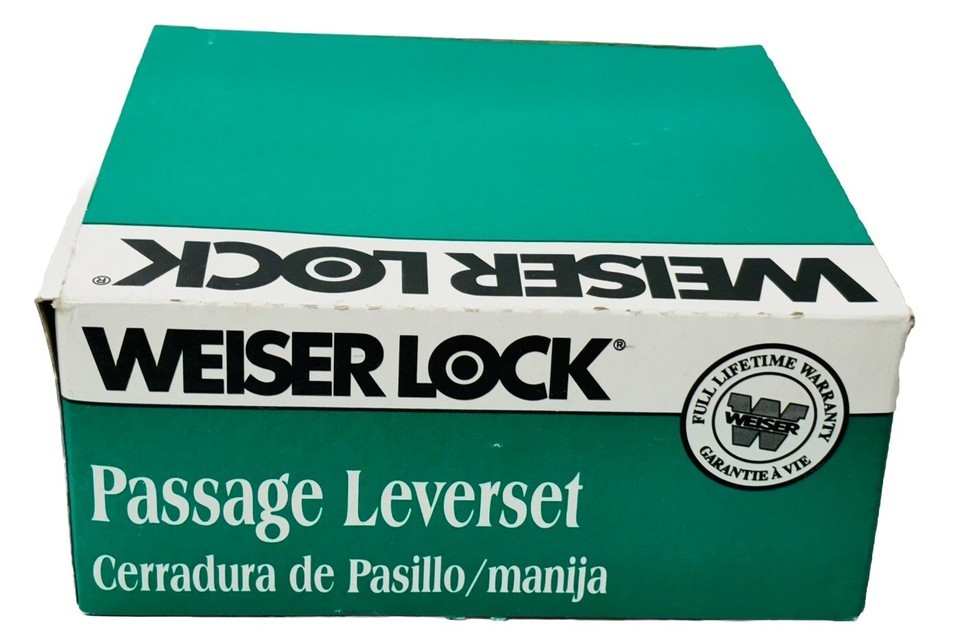 WEISER LOCK®
WEISER LOCK®
FULL LIFETIME WARRANTY
WEISER
GARANTIE À VIE
Passage Leverset
Cerradura de Pasillo/manija